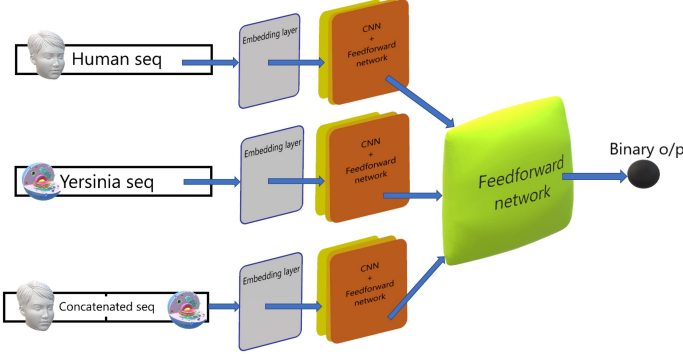 Human seq
Embedding layer
CNN
+
Feedforward
network
Yersinia seq
Embedding layer
CNN
+
Feedforward
network
Concatenated seq
Embedding layer
CNN
+
Feedforward
network
Feedforward
network
Binary o/p